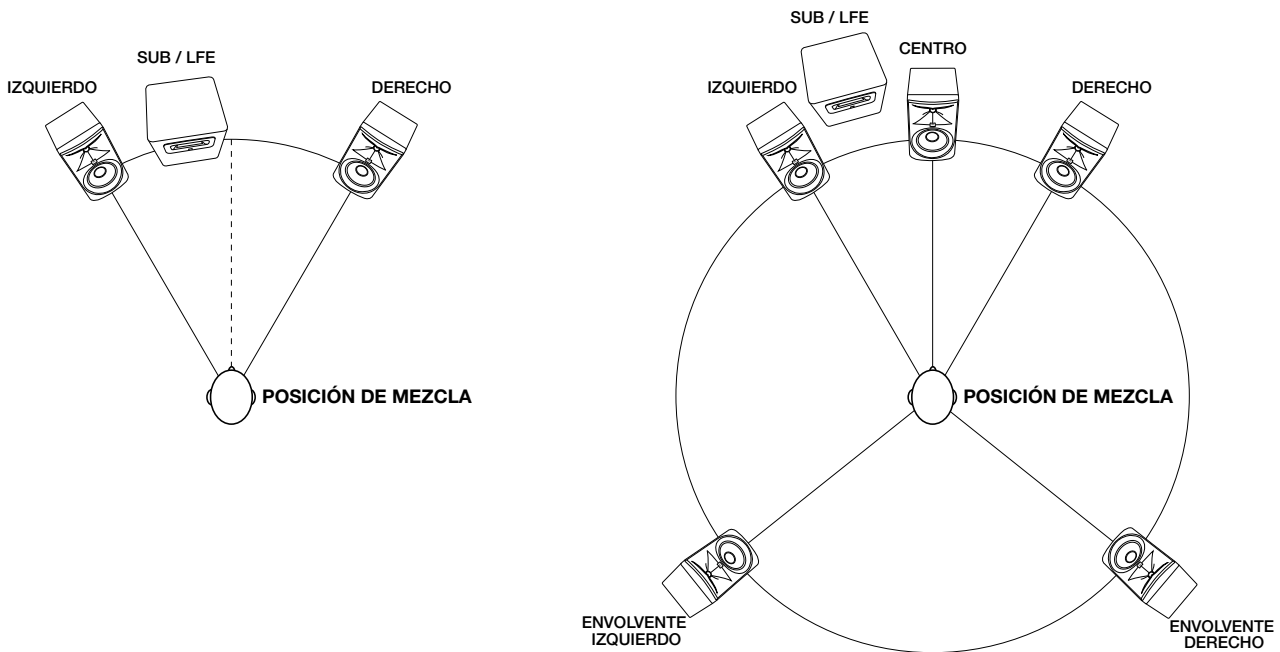 SUB / LFE
IZQUIERDO
DERECHO
POSICIÓN DE MEZCLA
SUB / LFE
CENTRO
IZQUIERDO
DERECHO
POSICIÓN DE MEZCLA
ENVOLVENTE
IZQUIERDO
ENVOLVENTE
DERECHO